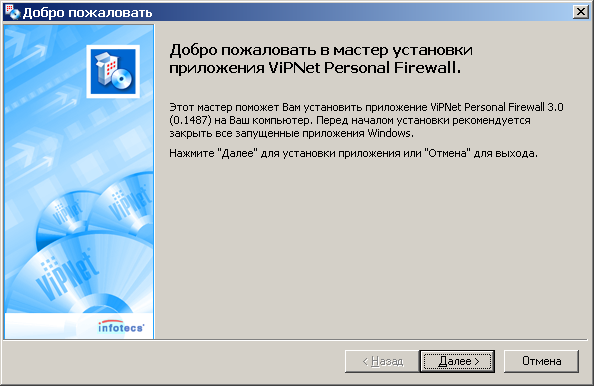 Добро пожаловать
Добро пожаловать в мастер установки
приложения ViPNet Personal Firewall.
Этот мастер поможет Вам установить приложение ViPNet Personal Firewall 3.0
(0.1487) на Ваш компьютер. Перед началом установки рекомендуется
закрыть все запущенные приложения Windows.
Нажмите "Далее" для установки приложения или "Отмена" для выхода.
ViPNet
ViPNet
ViPNet
infotecs
< Назад
Далее >
Отмена